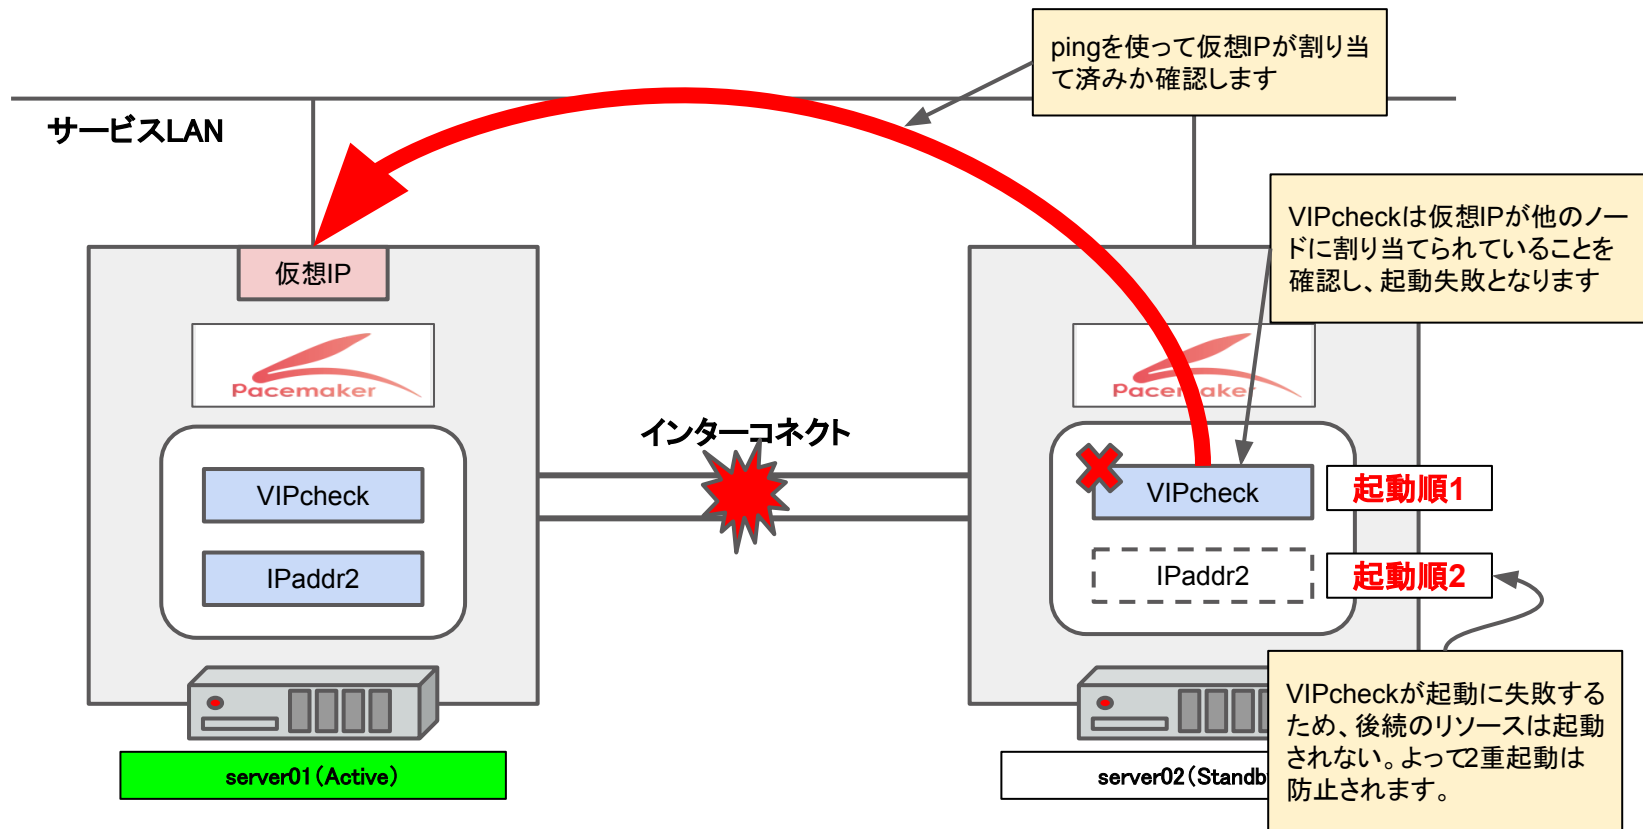 pingを使って仮想IPが割り当
て済みか確認します
サービスLAN
VIPcheckは仮想IPが他のノー
ドに割り当てられていることを
確認し、起動失敗となります
仮想IP
Pacemaker
Pacemaker
インターコネクト
VIPcheck
IPaddr2
VIPcheck
起動順1
IPaddr2
起動順2
VIPcheckが起動に失敗する
ため、後続のリソースは起動
されない。よって2重起動は
防止されます。
server01（Active）
server02（Standb